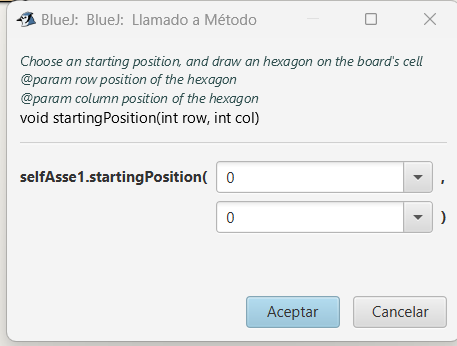 BlueJ: BlueJ: Llamado a Método
Choose an starting position, and draw an hexagon on the board's cell
@param row position of the hexagon
@param column position of the hexagon
void startingPosition(int row, int col)
selfAsse1.startingPosition( 0 ,
0 )
Aceptar Cancelar